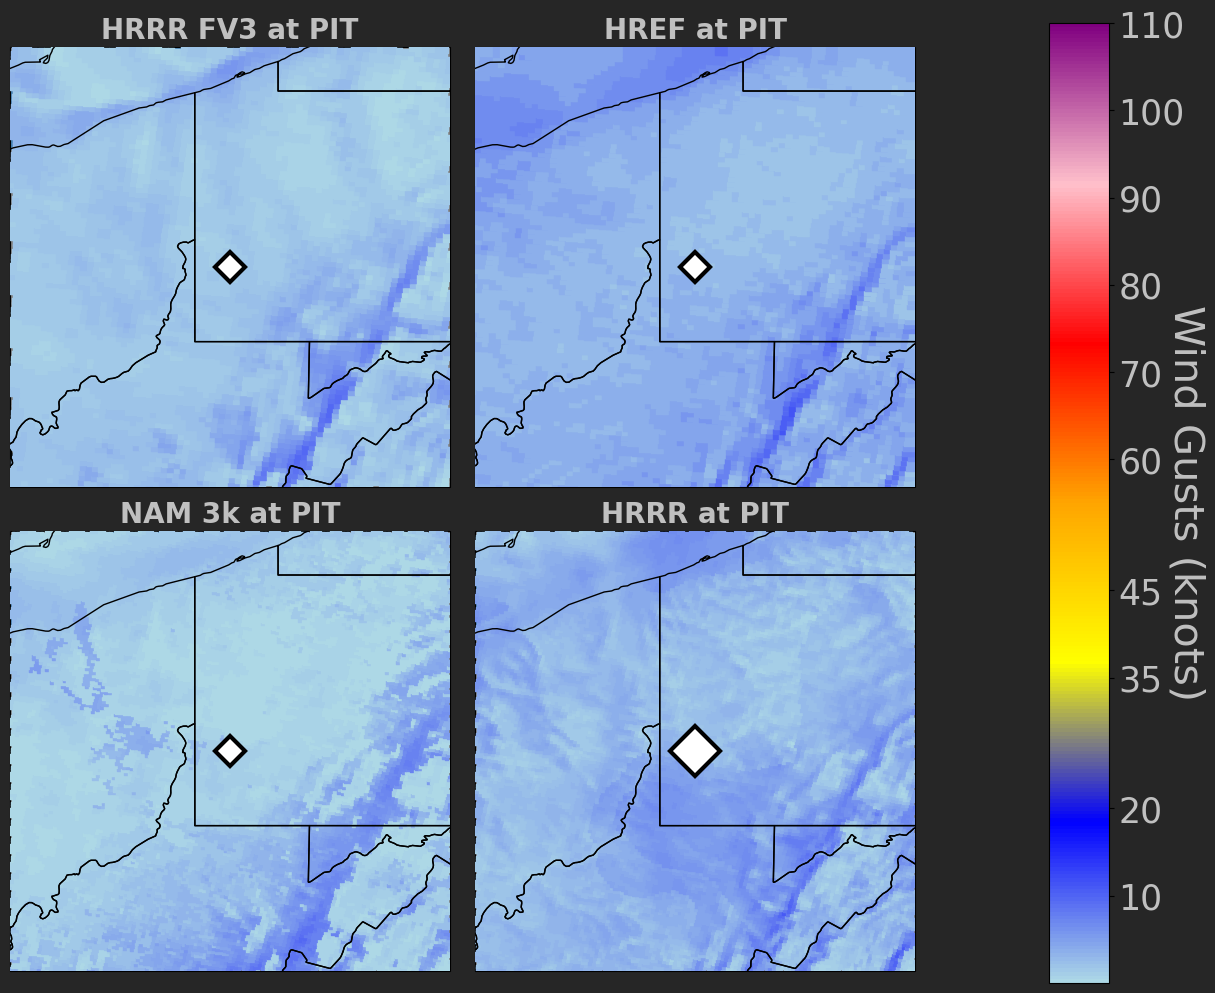 HRRR FV3 at PIT
HREF at PIT
NAM 3k at PIT
HRRR at PIT
110
100
90
80
70
60
45
35
20
10
Wind Gusts (knots)